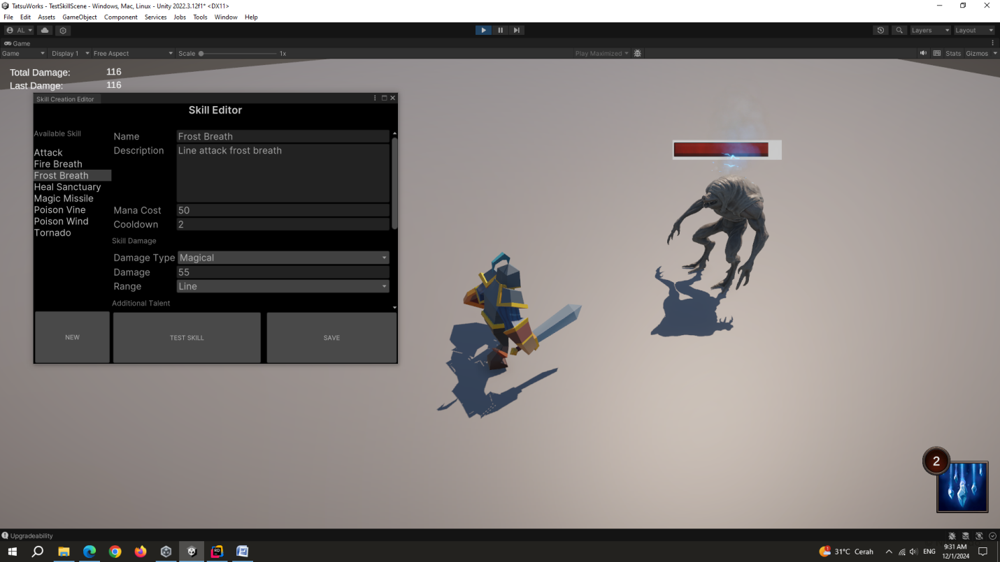 TatsuWorks - TestSkillScene - Windows, Mac, Linux - Unity 2022.3.12f1* <DX11>
File Edit Assets GameObject Component Services Jobs Tools Window Help
AL Layers Layout
Game
Game Display 1 Free Aspect Scale 1x Play Maximized Stats Gizmos
Total Damage: 116
Last Damge: 116
Skill Creation Editor
Skill Editor
Available Skill
Attack
Fire Breath
Frost Breath
Heal Sanctuary
Magic Missile
Poison Vine
Poison Wind
Tornado
Name Frost Breath
Description Line attack frost breath
Mana Cost 50
Cooldown 2
Skill Damage
Damage Type Magical
Damage 55
Range Line
Additional Talent
NEW TEST SKILL SAVE
2
Upgradeability
31°C Cerah ENG 9:31 AM
12/1/2024